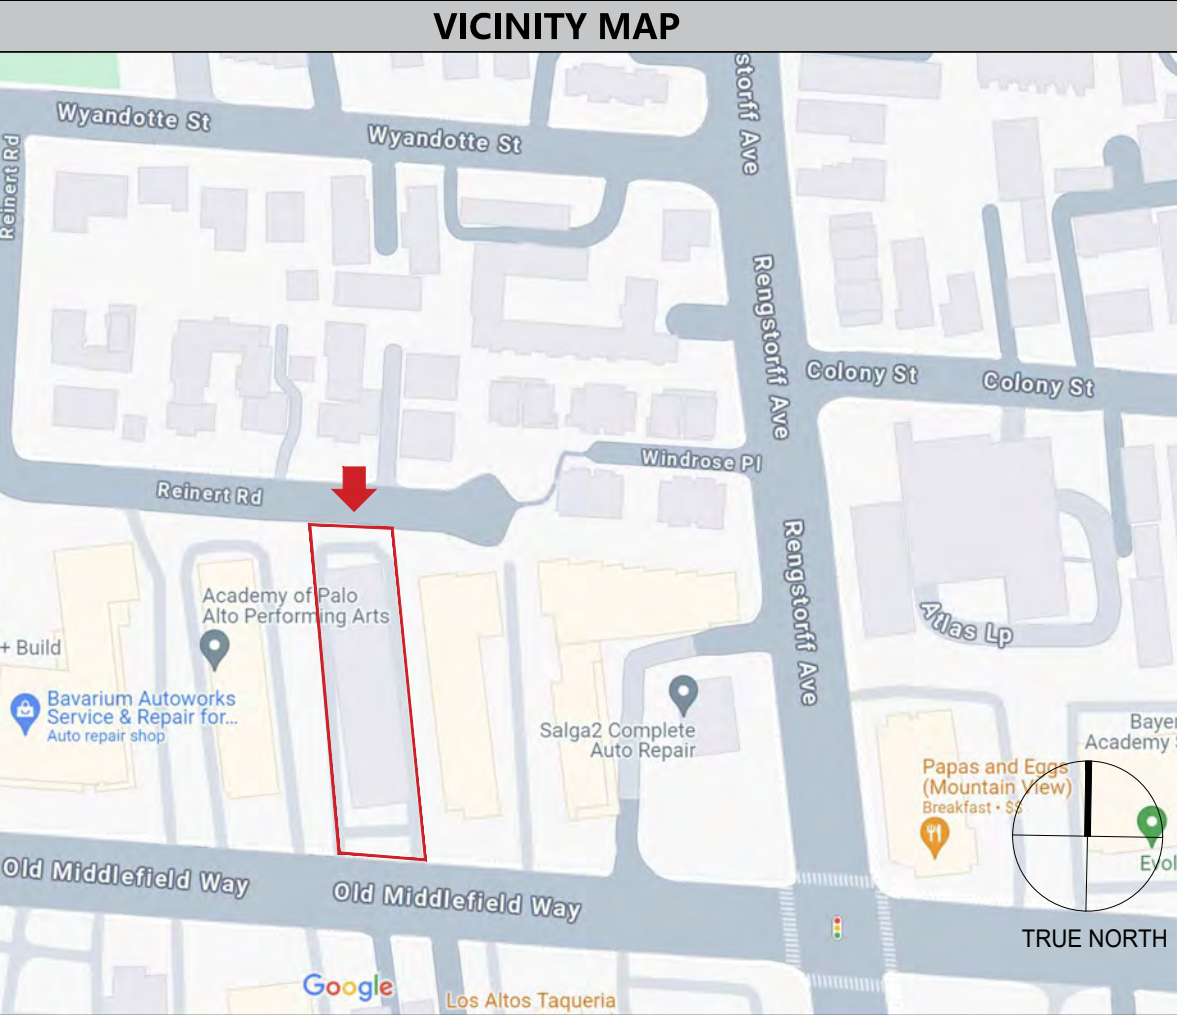 VICINITY MAP
storff Ave
Wyandotte St
Wyandotte St
Reinert Rd
Rengstorff Ave
Colony St
Colony St
Windrose Pl
Reinert Rd
Rengstorff Ave
Academy of Palo
Alto Performing Arts
Atlas Lp
+ Build
Bavarium Autoworks
Service & Repair for...
Auto repair shop
Salga2 Complete
Auto Repair
Bayer
Academy
Papas and Eggs
(Mountain View)
Breakfast • $$
Evol
Old Middlefield Way
Old Middlefield Way
TRUE NORTH
Google
Los Altos Taqueria